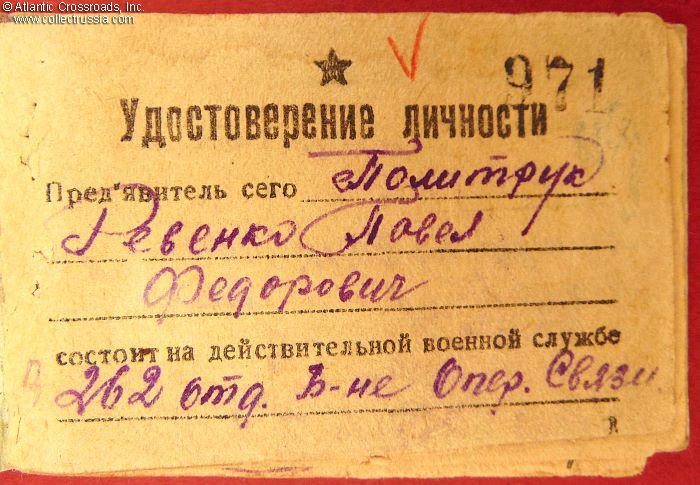 © Atlantic Crossroads, Inc.
www.collectrussia.com
971
Удостоверение личности
Пред'явитель сего Политрук
Ревенко Павел
Федорович
состоит на действительной военной службе
В 262 отд. Б-не Опер. Связи